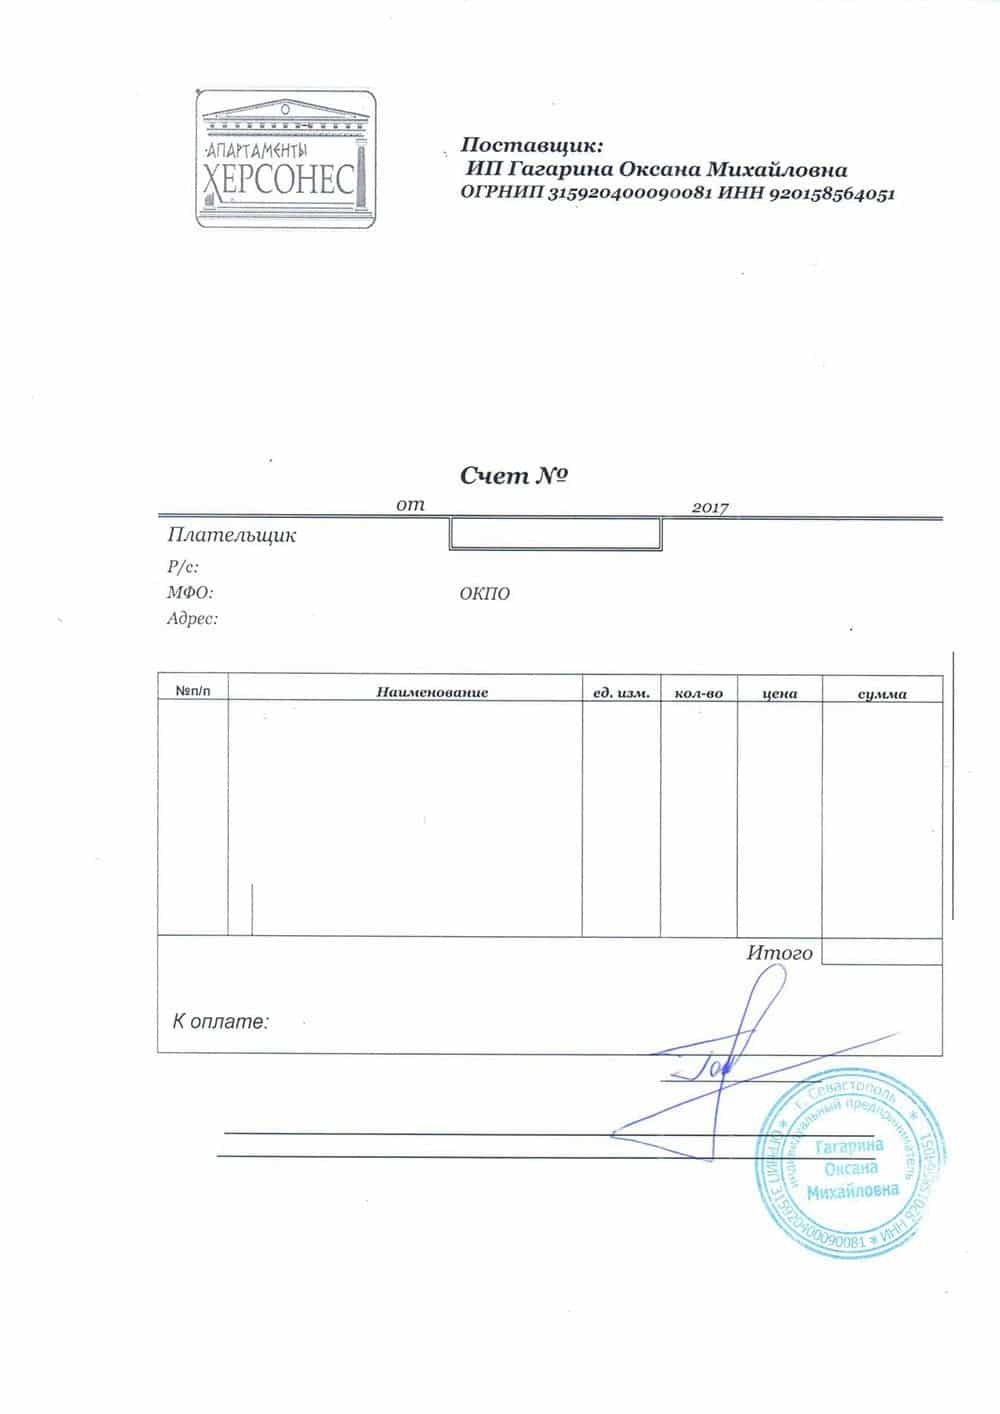 АПАРТАМЕНТЫ
ХЕРСОНЕС
Поставщик:
ИП Гагарина Оксана Михайловна
ОГРНИП 315920400090081 ИНН 920158564051
Счет №
от 2017
Плательщик
Р/с:
МФО: ОКПО
Адрес:
№п/п Наименование ед. изм. кол-во цена сумма
Итого
К оплате:
г. Севастрополь
индивидуальный предприниматель
Гагарина
Оксана
Михайловна
ОГРНИП 315920400090081 * ИНН 920158564051 *